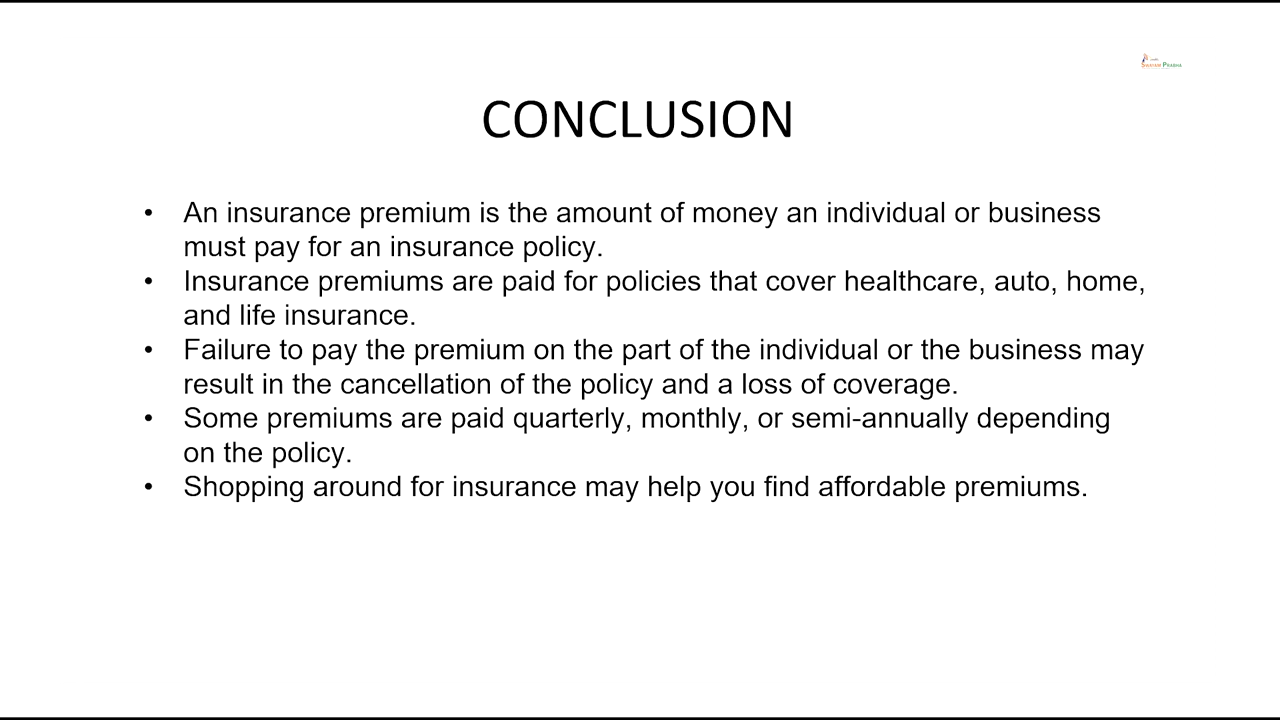 SWAYAM PRABHA
CONCLUSION
• An insurance premium is the amount of money an individual or business
must pay for an insurance policy.
• Insurance premiums are paid for policies that cover healthcare, auto, home,
and life insurance.
• Failure to pay the premium on the part of the individual or the business may
result in the cancellation of the policy and a loss of coverage.
• Some premiums are paid quarterly, monthly, or semi-annually depending
on the policy.
• Shopping around for insurance may help you find affordable premiums.